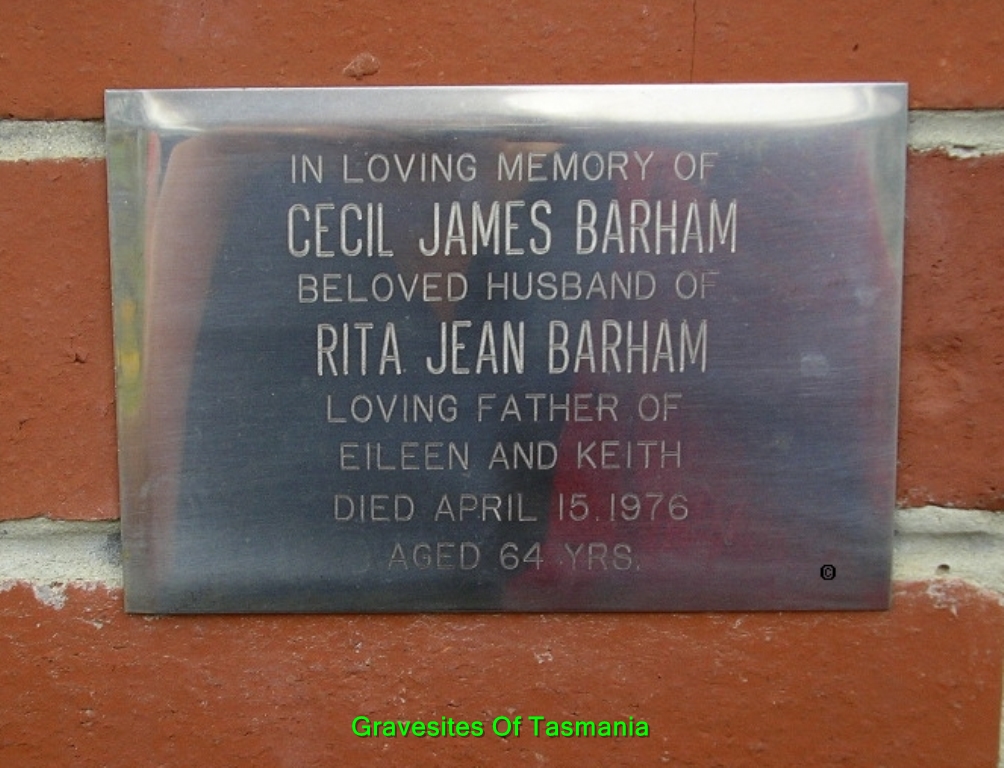 IN LOVING MEMORY OF
CECIL JAMES BARHAM
BELOVED HUSBAND OF
RITA JEAN BARHAM
LOVING FATHER OF
EILEEN AND KEITH
DIED APRIL 15.1976
AGED 64 YRS.
©
Gravesites Of Tasmania